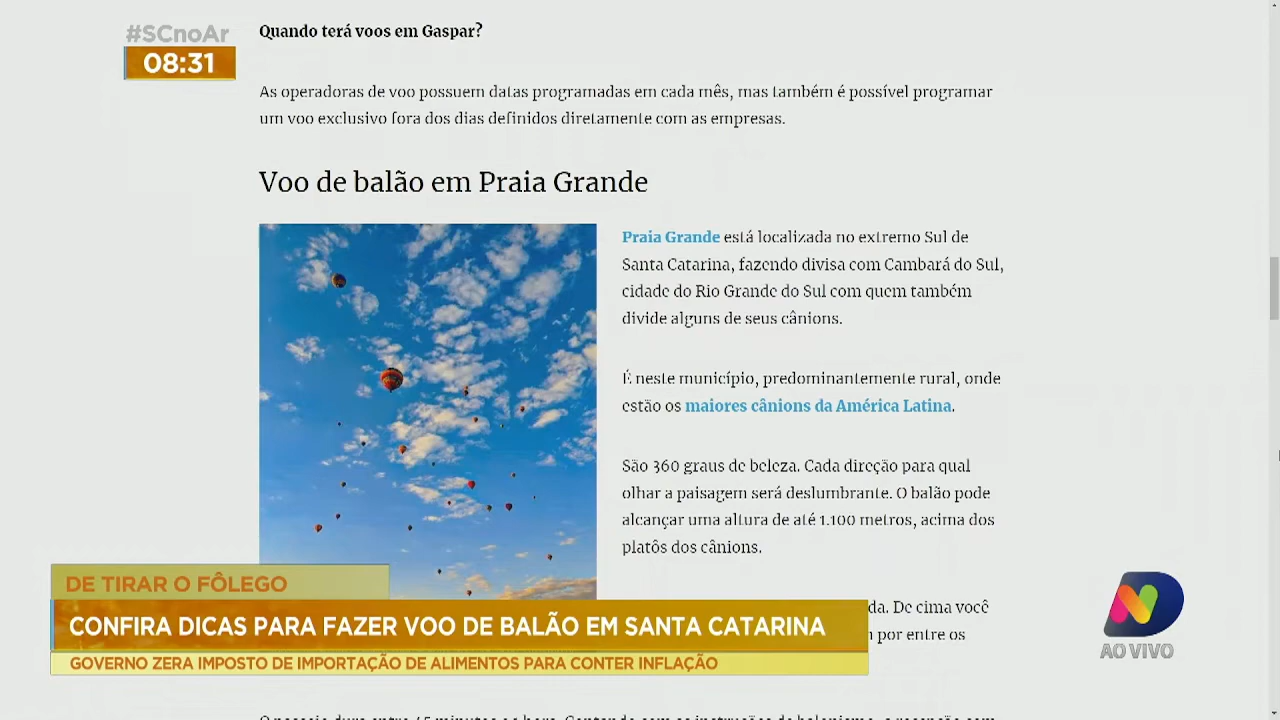 #SCnoAr
08:31
Quando terá voos em Gaspar?
As operadoras de voo possuem datas programadas em cada mês, mas também é possível programar
um voo exclusivo fora dos dias definidos diretamente com as empresas.
Voo de balão em Praia Grande
Praia Grande está localizada no extremo Sul de
Santa Catarina, fazendo divisa com Cambará do Sul,
cidade do Rio Grande do Sul com quem também
divide alguns de seus cânions.
É neste município, predominantemente rural, onde
estão os maiores cânions da América Latina.
São 360 graus de beleza. Cada direção para qual
olhar a paisagem será deslumbrante. O balão pode
alcançar uma altura de até 1.100 metros, acima dos
platôs dos cânions.
da. De cima você
por entre os
DE TIRAR O FÔLEGO
CONFIRA DICAS PARA FAZER VOO DE BALÃO EM SANTA CATARINA
GOVERNO ZERA IMPOSTO DE IMPORTAÇÃO DE ALIMENTOS PARA CONTER INFLAÇÃO
N
AO VIVO